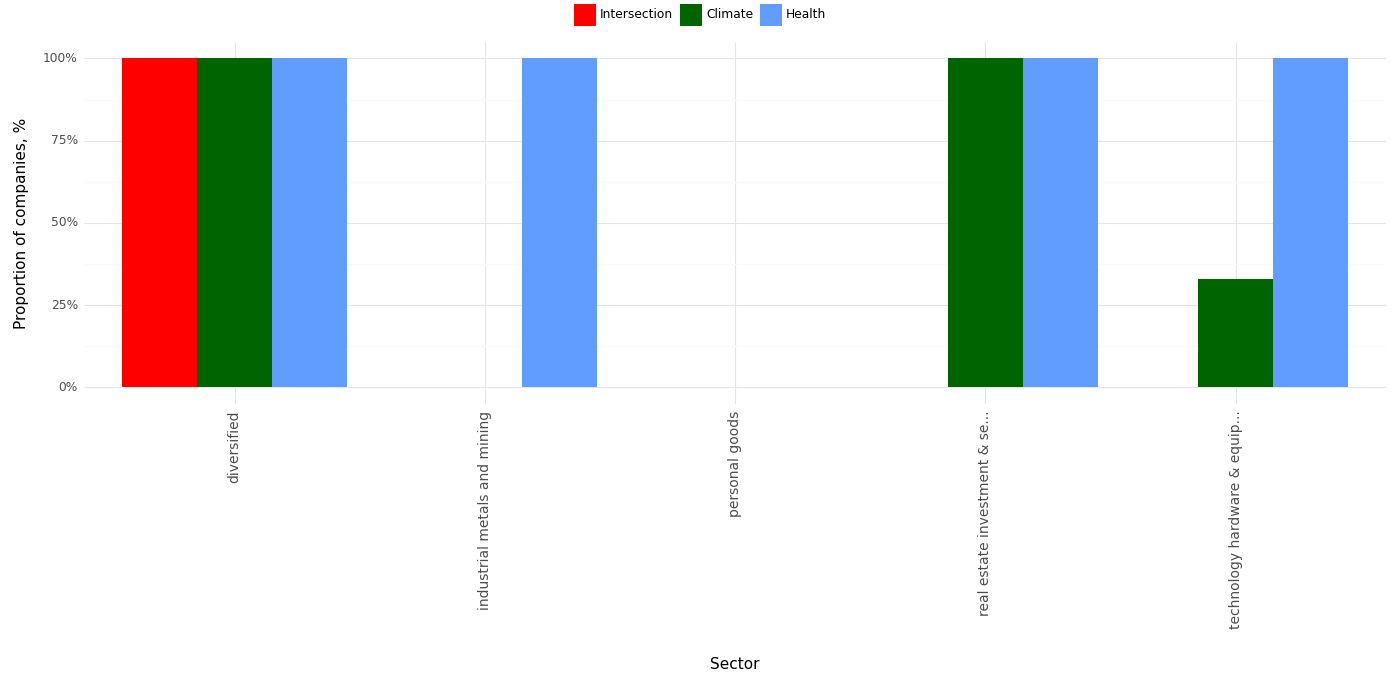 Intersection Climate Health
Proportion of companies, %
100%
75%
50%
25%
0%
diversified
industrial metals and mining
personal goods
real estate investment & se...
technology hardware & equip...
Sector